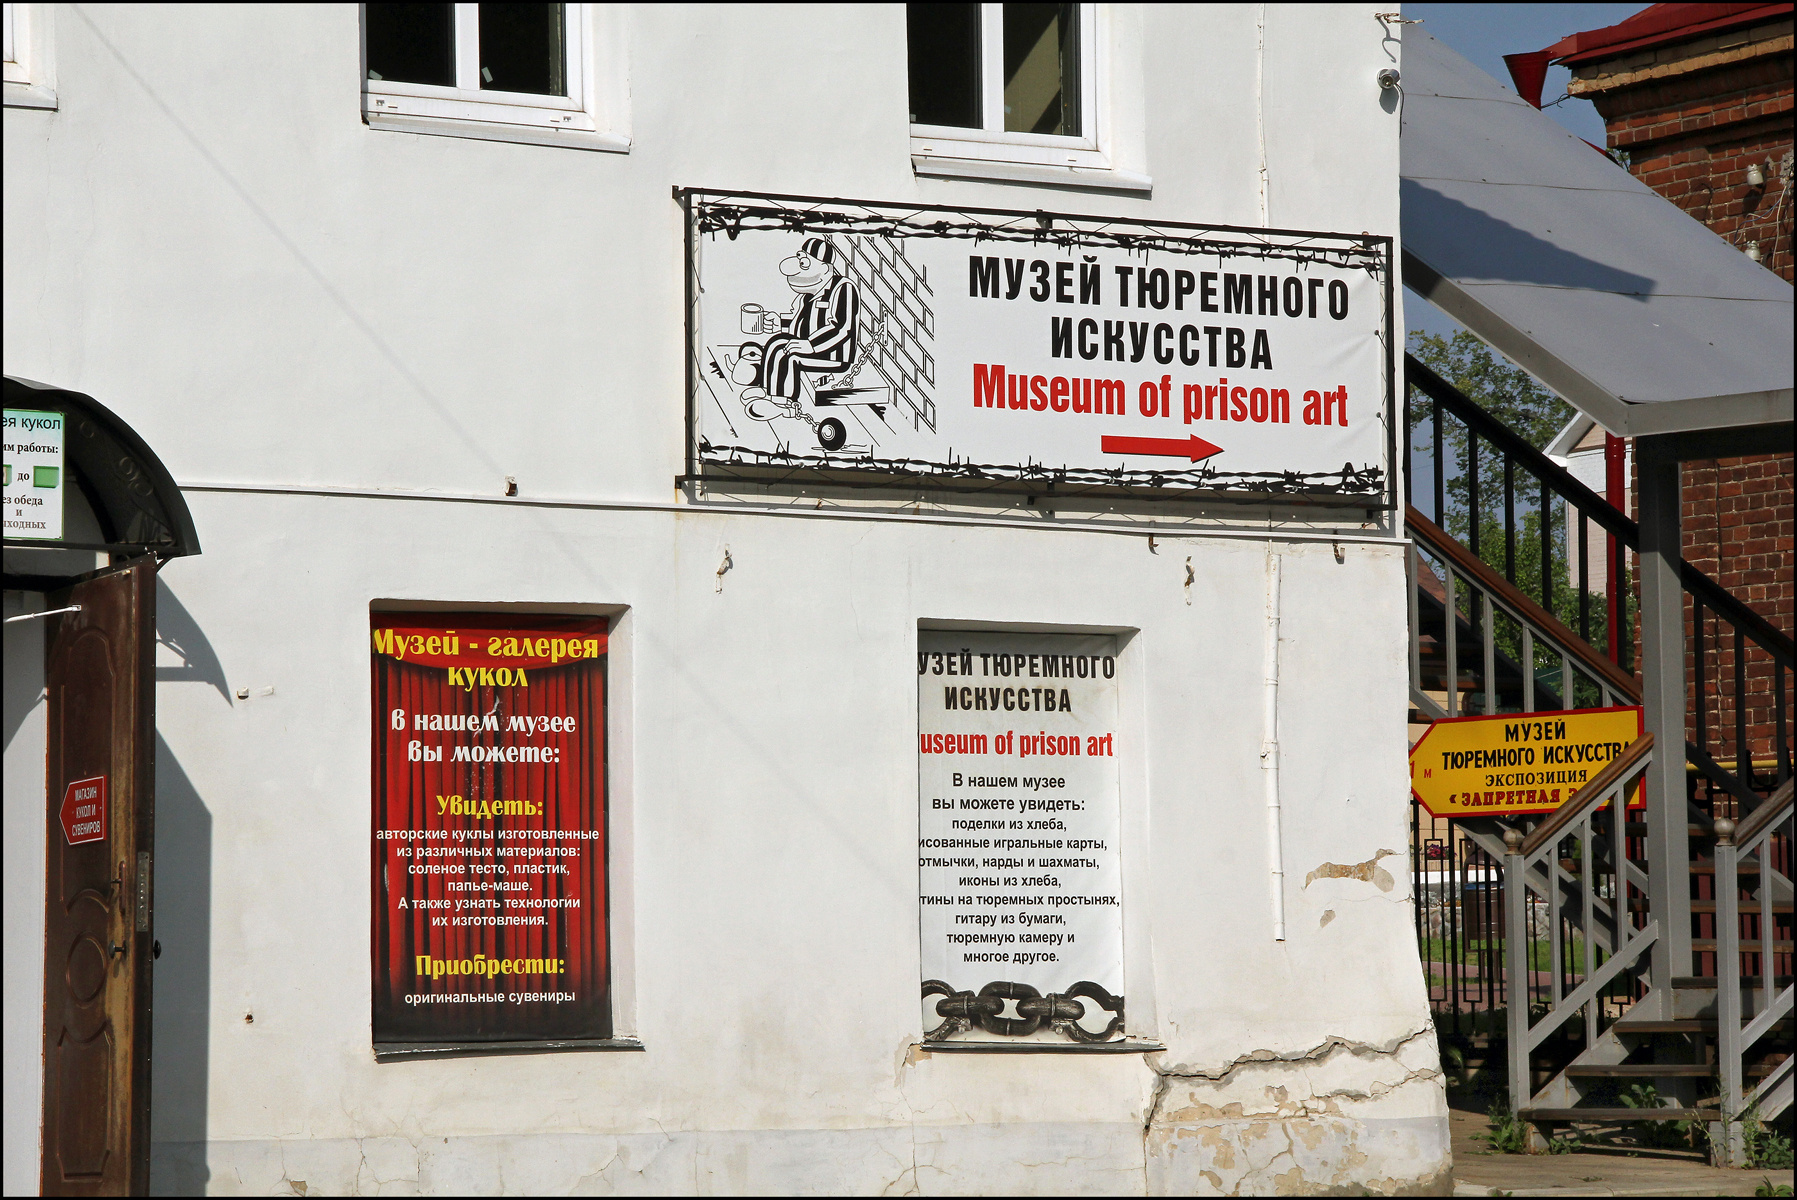 МУЗЕЙ ТЮРЕМНОГО
ИСКУССТВА
Museum of prison art
кукол
работы:
до
обеда
и
Музей - галерея
кукол
в нашем музее
вы можете:
Увидеть:
авторские куклы изготовленные
из различных материалов:
соленое тесто, пластик,
папье-маше.
А также узнать технологии
их изготовления.
Приобрести:
оригинальные сувениры
МАГАЗИН
КУКОЛ И
СУВЕНИРОВ
УЗЕЙ ТЮРЕМНОГО
ИСКУССТВА
useum of prison art
В нашем музее
вы можете увидеть:
поделки из хлеба,
исованные игральные карты,
отмычки, нарды и шахматы,
иконы из хлеба,
тины на тюремных простынях,
гитару из бумаги,
тюремную камеру и
многое другое.
МУЗЕЙ
ТЮРЕМНОГО ИСКУССТВА
М
ЭКСПОЗИЦИЯ
«ЗАПРЕТНАЯ